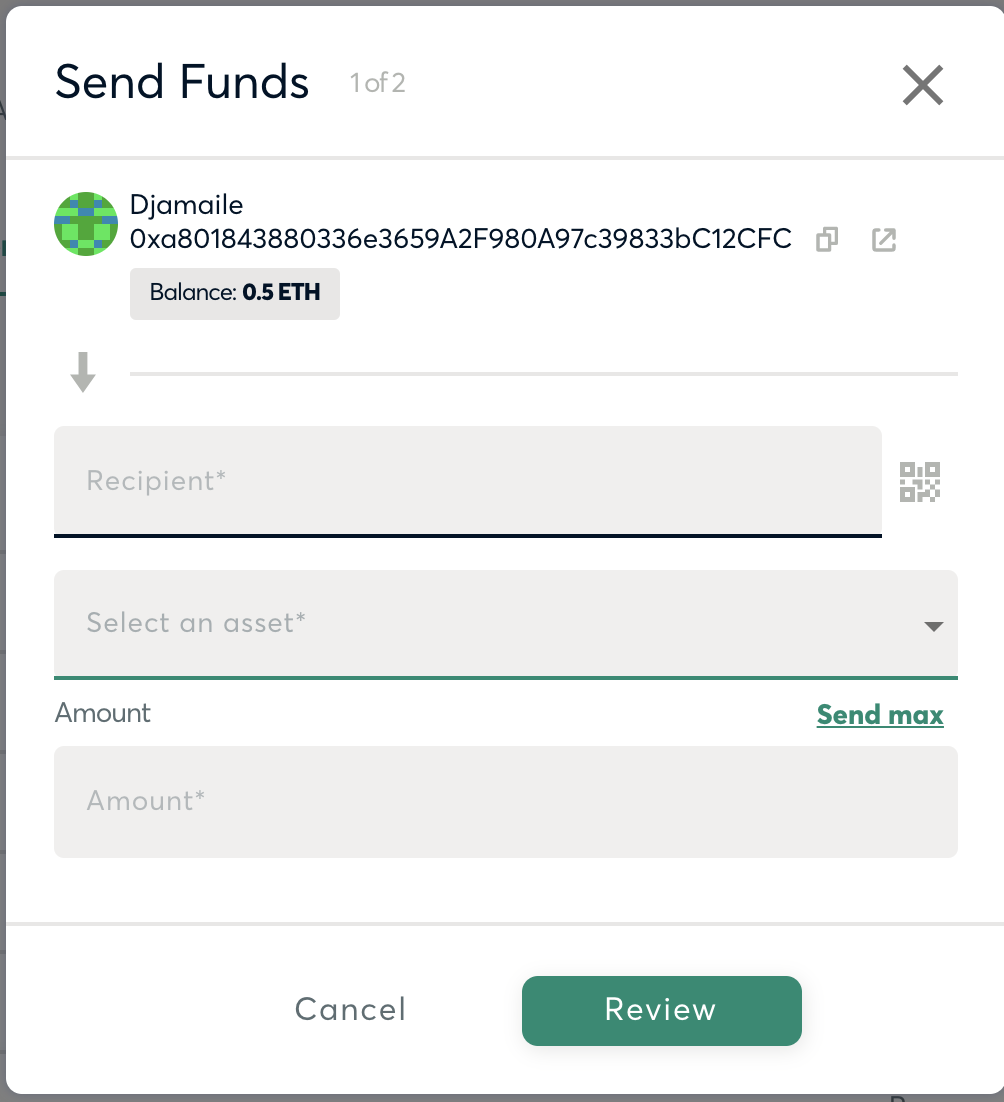 Send Funds 1 of 2
Djamaile
0xa801843880336e3659A2F980A97c39833bC12CFC
Balance: 0.5 ETH
Recipient*
Select an asset*
Amount
Send max
Amount*
Cancel
Review